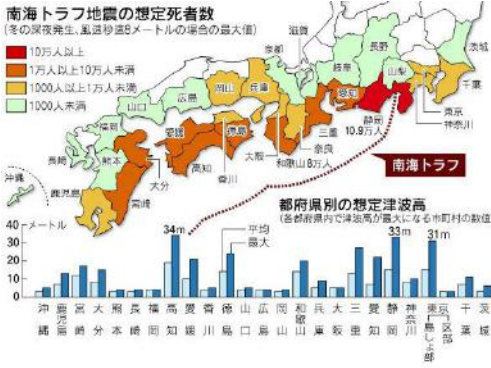 南海トラフ地震の想定死者数
(冬の深夜発生、風速秒速8メートルの場合の最大値)
10万人以上
1万人以上10万人未満
1000人以上1万人未満
1000人未満
滋賀
京都
長野
岐阜
山梨
茨城
千葉
東京
神奈川
岡山
兵庫
愛知
静岡
10.9万人
広島
山口
三重
奈良
和歌山8万人
大阪
福岡
愛媛
徳島
長崎
熊本
高知
香川
大分
沖縄
鹿児島
宮崎
南海トラフ
都府県別の想定津波高
(各都府県内で津波高が最大になる市町村の数値)
メートル
40
30
20
10
0
34m
平均
最大
33m
31m
沖縄
鹿児島
宮崎
大分
熊本
長崎
福岡
高知
愛媛
香川
徳島
山口
広島
岡山
和歌山
兵庫
大阪
三重
愛知
静岡
神奈川
東京
島しょ部
区部
千葉
茨城